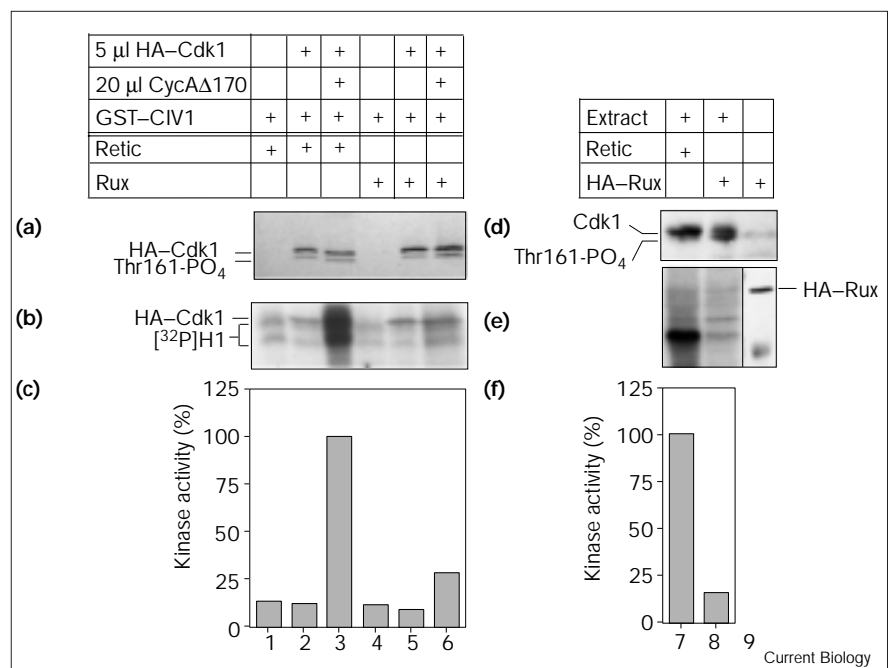 5 µl HA–Cdk1 + + + +
20 µl CycAΔ170 + +
GST–CIV1 + + + + + +
Retic + + +
Rux + + +
Extract + +
Retic +
HA–Rux + +
(a)
HA–Cdk1
Thr161-PO₄
(b)
HA–Cdk1
[³²P]H1
(c)
Kinase activity (%)
125
100
75
50
25
0
1 2 3 4 5 6
(d)
Cdk1
Thr161-PO₄
(e)
HA–Rux
(f)
Kinase activity (%)
125
100
75
50
25
0
7 8 9
Current Biology